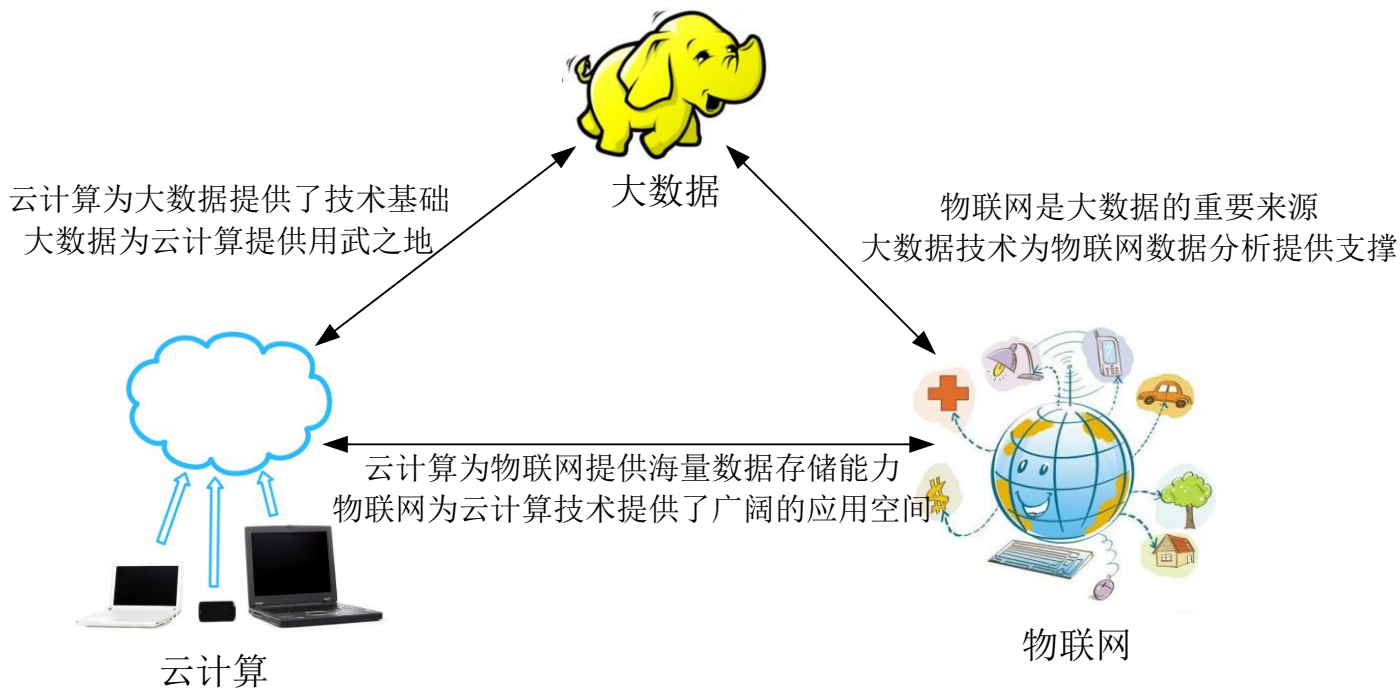 大数据
云计算为大数据提供了技术基础
大数据为云计算提供用武之地
物联网是大数据的重要来源
大数据技术为物联网数据分析提供支撑
云计算为物联网提供海量数据存储能力
物联网为云计算技术提供了广阔的应用空间
云计算
物联网